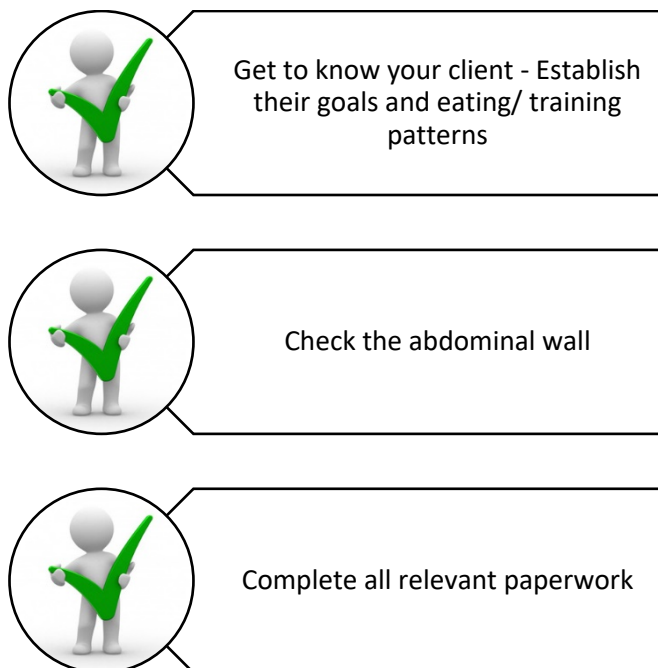 Get to know your client - Establish
their goals and eating/ training
patterns
Check the abdominal wall
Complete all relevant paperwork